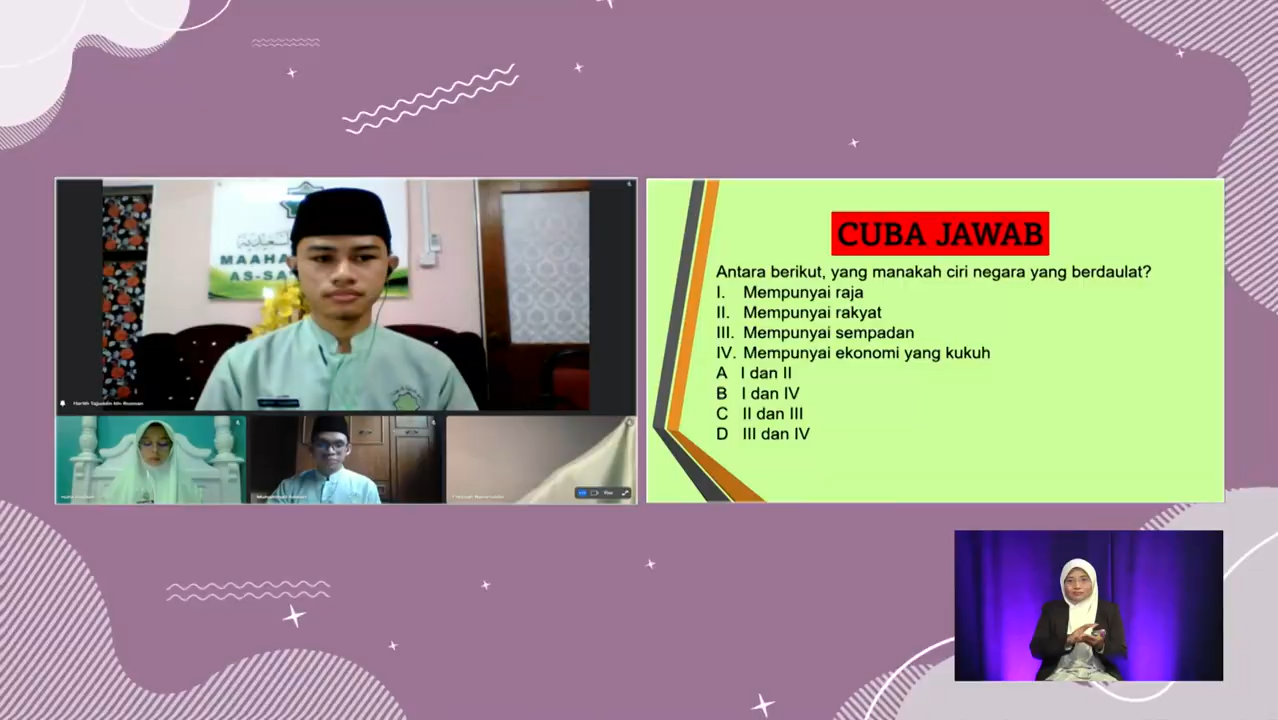 MAAHA
AS-SA
CUBA JAWAB
Antara berikut, yang manakah ciri negara yang berdaulat?
I. Mempunyai raja
II. Mempunyai rakyat
III. Mempunyai sempadan
IV. Mempunyai ekonomi yang kukuh
A I dan II
B I dan IV
C II dan III
D III dan IV